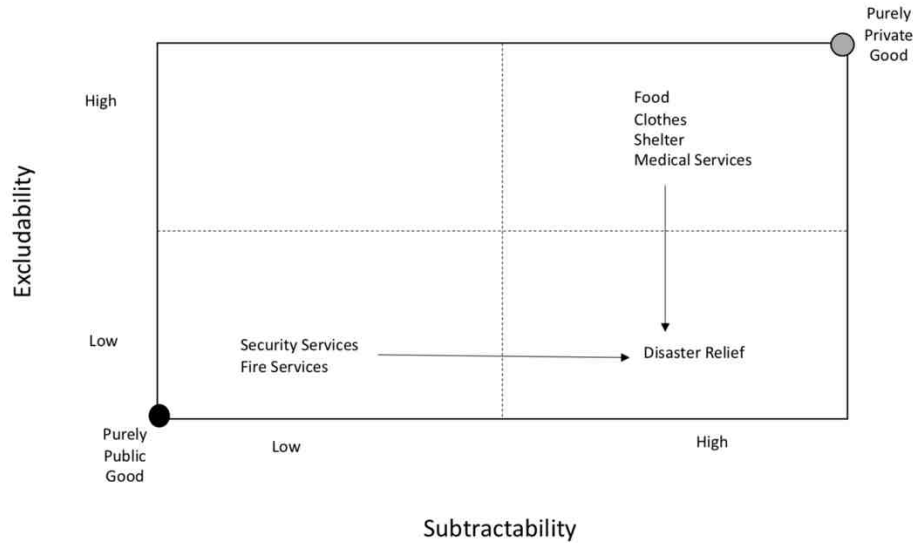 Purely
Private
Good
High
Food
Clothes
Shelter
Medical Services
Excludability
Low
Security Services
Fire Services
Disaster Relief
Purely
Public
Good
Low
High
Subtractability